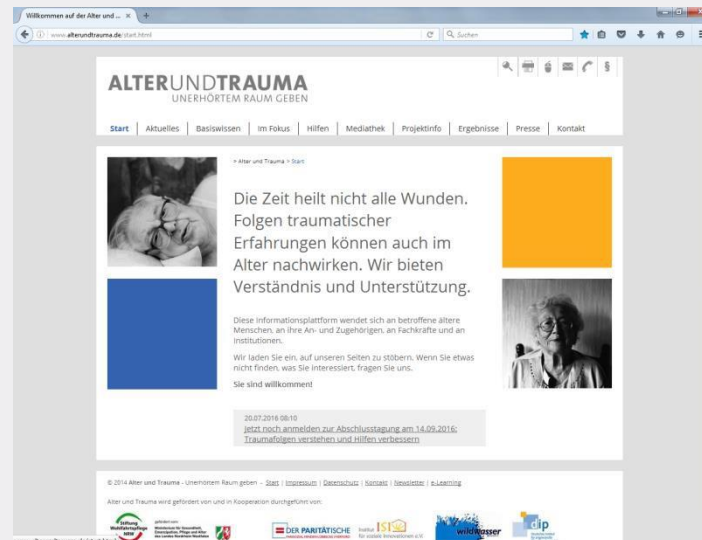 Willkommen auf der Alter und ...
www.alterundtrauma.de/start.html
Suchen
ALTERUNDTRAUMA
UNERHÖRTEM RAUM GEBEN
Start | Aktuelles | Basiswissen | Im Fokus | Hilfen | Mediathek | Projektinfo | Ergebnisse | Presse | Kontakt
> Alter und Trauma > Start
Die Zeit heilt nicht alle Wunden.
Folgen traumatischer
Erfahrungen können auch im
Alter nachwirken. Wir bieten
Verständnis und Unterstützung.
Diese Informationsplattform wendet sich an betroffene ältere
Menschen, an ihre An- und Zugehörigen, an Fachkräfte und an
Institutionen.
Wir laden Sie ein, auf unseren Seiten zu stöbern. Wenn Sie etwas
nicht finden, was Sie interessiert, fragen Sie uns.
Sie sind willkommen!
20.07.2016 08:10
Jetzt noch anmelden zur Abschlusstagung am 14.09.2016:
Traumafolgen verstehen und Hilfen verbessern
© 2014 Alter und Trauma - Unerhörtem Raum geben - Start | Impressum | Datenschutz | Kontakt | Newsletter | e-Learning
Alter und Trauma wird gefördert von und in Kooperation durchgeführt von:
Stiftung
Wohlfahrtspflege
NRW
DER PARITÄTISCHE
Institut ISI
für soziale Innovationen e.V.
wildwasser
dip